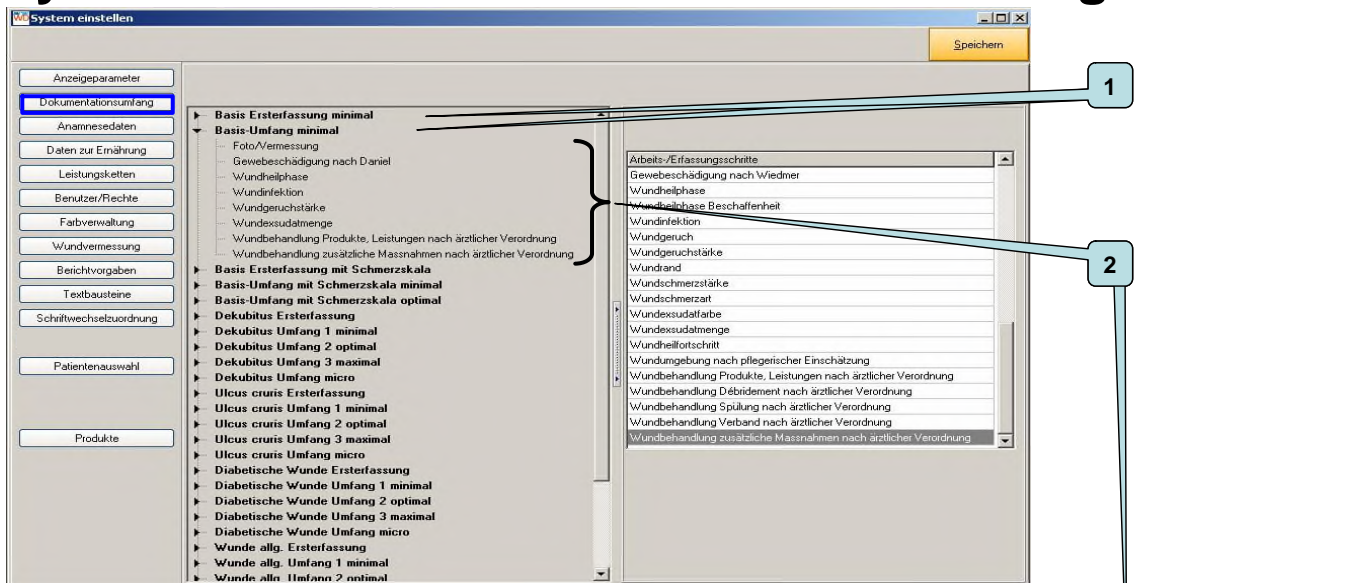 System einstellen
Speichern
Anzeigeparameter
Dokumentationsumfang
Anamnesedaten
Daten zur Ernährung
Leistungsketten
Benutzer/Rechte
Farbverwaltung
Wundvermessung
Berichtvorgaben
Textbausteine
Schriftwechselzuordnung
Patientenauswahl
Produkte
Basis Ersterfassung minimal
Basis-Umfang minimal
Foto/Vermessung
Gewebeschädigung nach Daniel
Wundheilphase
Wundinfektion
Wundgeruchstärke
Wundexsudatmenge
Wundbehandlung Produkte, Leistungen nach ärztlicher Verordnung
Wundbehandlung zusätzliche Massnahmen nach ärztlicher Verordnung
Basis Ersterfassung mit Schmerzskala
Basis-Umfang mit Schmerzskala minimal
Basis-Umfang mit Schmerzskala optimal
Dekubitus Ersterfassung
Dekubitus Umfang 1 minimal
Dekubitus Umfang 2 optimal
Dekubitus Umfang 3 maximal
Dekubitus Umfang micro
Ulcus cruris Ersterfassung
Ulcus cruris Umfang 1 minimal
Ulcus cruris Umfang 2 optimal
Ulcus cruris Umfang 3 maximal
Ulcus cruris Umfang micro
Diabetische Wunde Ersterfassung
Diabetische Wunde Umfang 1 minimal
Diabetische Wunde Umfang 2 optimal
Diabetische Wunde Umfang 3 maximal
Diabetische Wunde Umfang micro
Wunde allg. Ersterfassung
Wunde allg. Umfang 1 minimal
Wunde allg. Umfang 2 optimal
Arbeits-/Erfassungsschritte
Gewebeschädigung nach Wiedmer
Wundheilphase
Wundheilphase Beschaffenheit
Wundinfektion
Wundgeruch
Wundgeruchstärke
Wundrand
Wundschmerzstärke
Wundschmerzart
Wundexsudatfarbe
Wundexsudatmenge
Wundheilfortschritt
Wundumgebung nach pflegerischer Einschätzung
Wundbehandlung Produkte, Leistungen nach ärztlicher Verordnung
Wundbehandlung Débridement nach ärztlicher Verordnung
Wundbehandlung Spülung nach ärztlicher Verordnung
Wundbehandlung Verband nach ärztlicher Verordnung
Wundbehandlung zusätzliche Massnahmen nach ärztlicher Verordnung
1
2